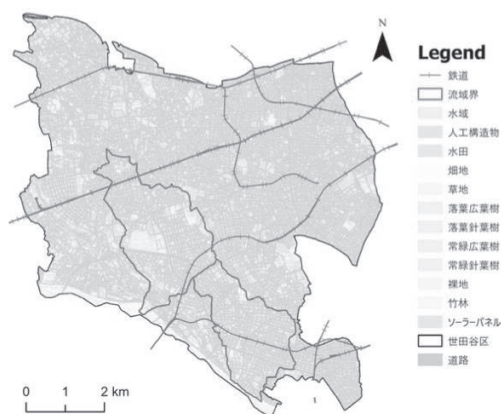 N
Legend
鉄道
流域界
水域
人工構造物
水田
畑地
草地
落葉広葉樹
落葉針葉樹
常緑広葉樹
常緑針葉樹
裸地
竹林
ソーラーパネル
世田谷区
道路
0 1 2 km